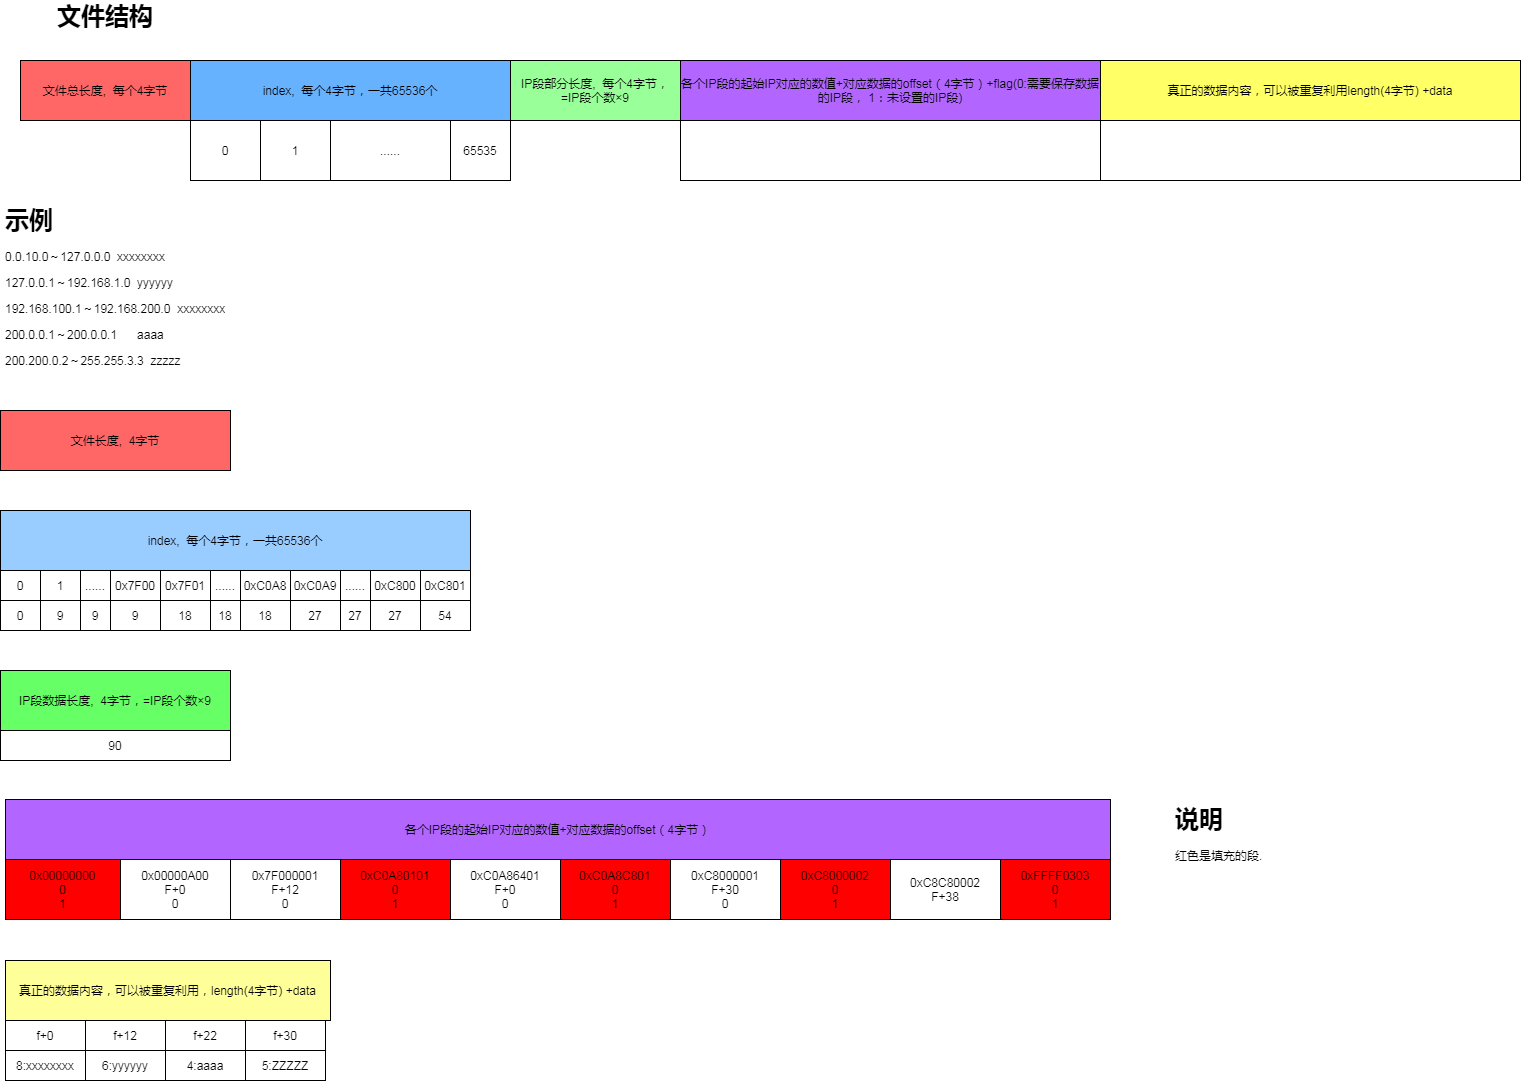 文件结构
文件总长度, 每个4字节
index, 每个4字节，一共65536个
IP段部分长度, 每个4字节，
=IP段个数×9
各个IP段的起始IP对应的数值+对应数据的offset（4字节）+flag(0:需要保存数据
的IP段， 1：未设置的IP段)
真正的数据内容，可以被重复利用length(4字节) +data
0
1
......
65535
示例
0.0.10.0～127.0.0.0 xxxxxxxx
127.0.0.1～192.168.1.0 yyyyyy
192.168.100.1～192.168.200.0 xxxxxxxx
200.0.0.1～200.0.0.1 aaaa
200.200.0.2～255.255.3.3 zzzzz
文件长度, 4字节
index, 每个4字节，一共65536个
0 1 ...... 0x7F00 0x7F01 ...... 0xC0A8 0xC0A9 ...... 0xC800 0xC801
0 9 9 9 18 18 18 27 27 27 54
IP段数据长度, 4字节，=IP段个数×9
90
各个IP段的起始IP对应的数值+对应数据的offset（4字节）
0x00000000
0
1
0x00000A00
F+0
0
0x7F000001
F+12
0
0xC0A80101
0
1
0xC0A86401
F+0
0
0xC0A8C801
0
1
0xC8000001
F+30
0
0xC8000002
0
1
0xC8C80002
F+38
0xFFFF0303
0
1
说明
红色是填充的段.
真正的数据内容，可以被重复利用，length(4字节) +data
f+0 f+12 f+22 f+30
8:xxxxxxxx 6:yyyyyy 4:aaaa 5:ZZZZZ